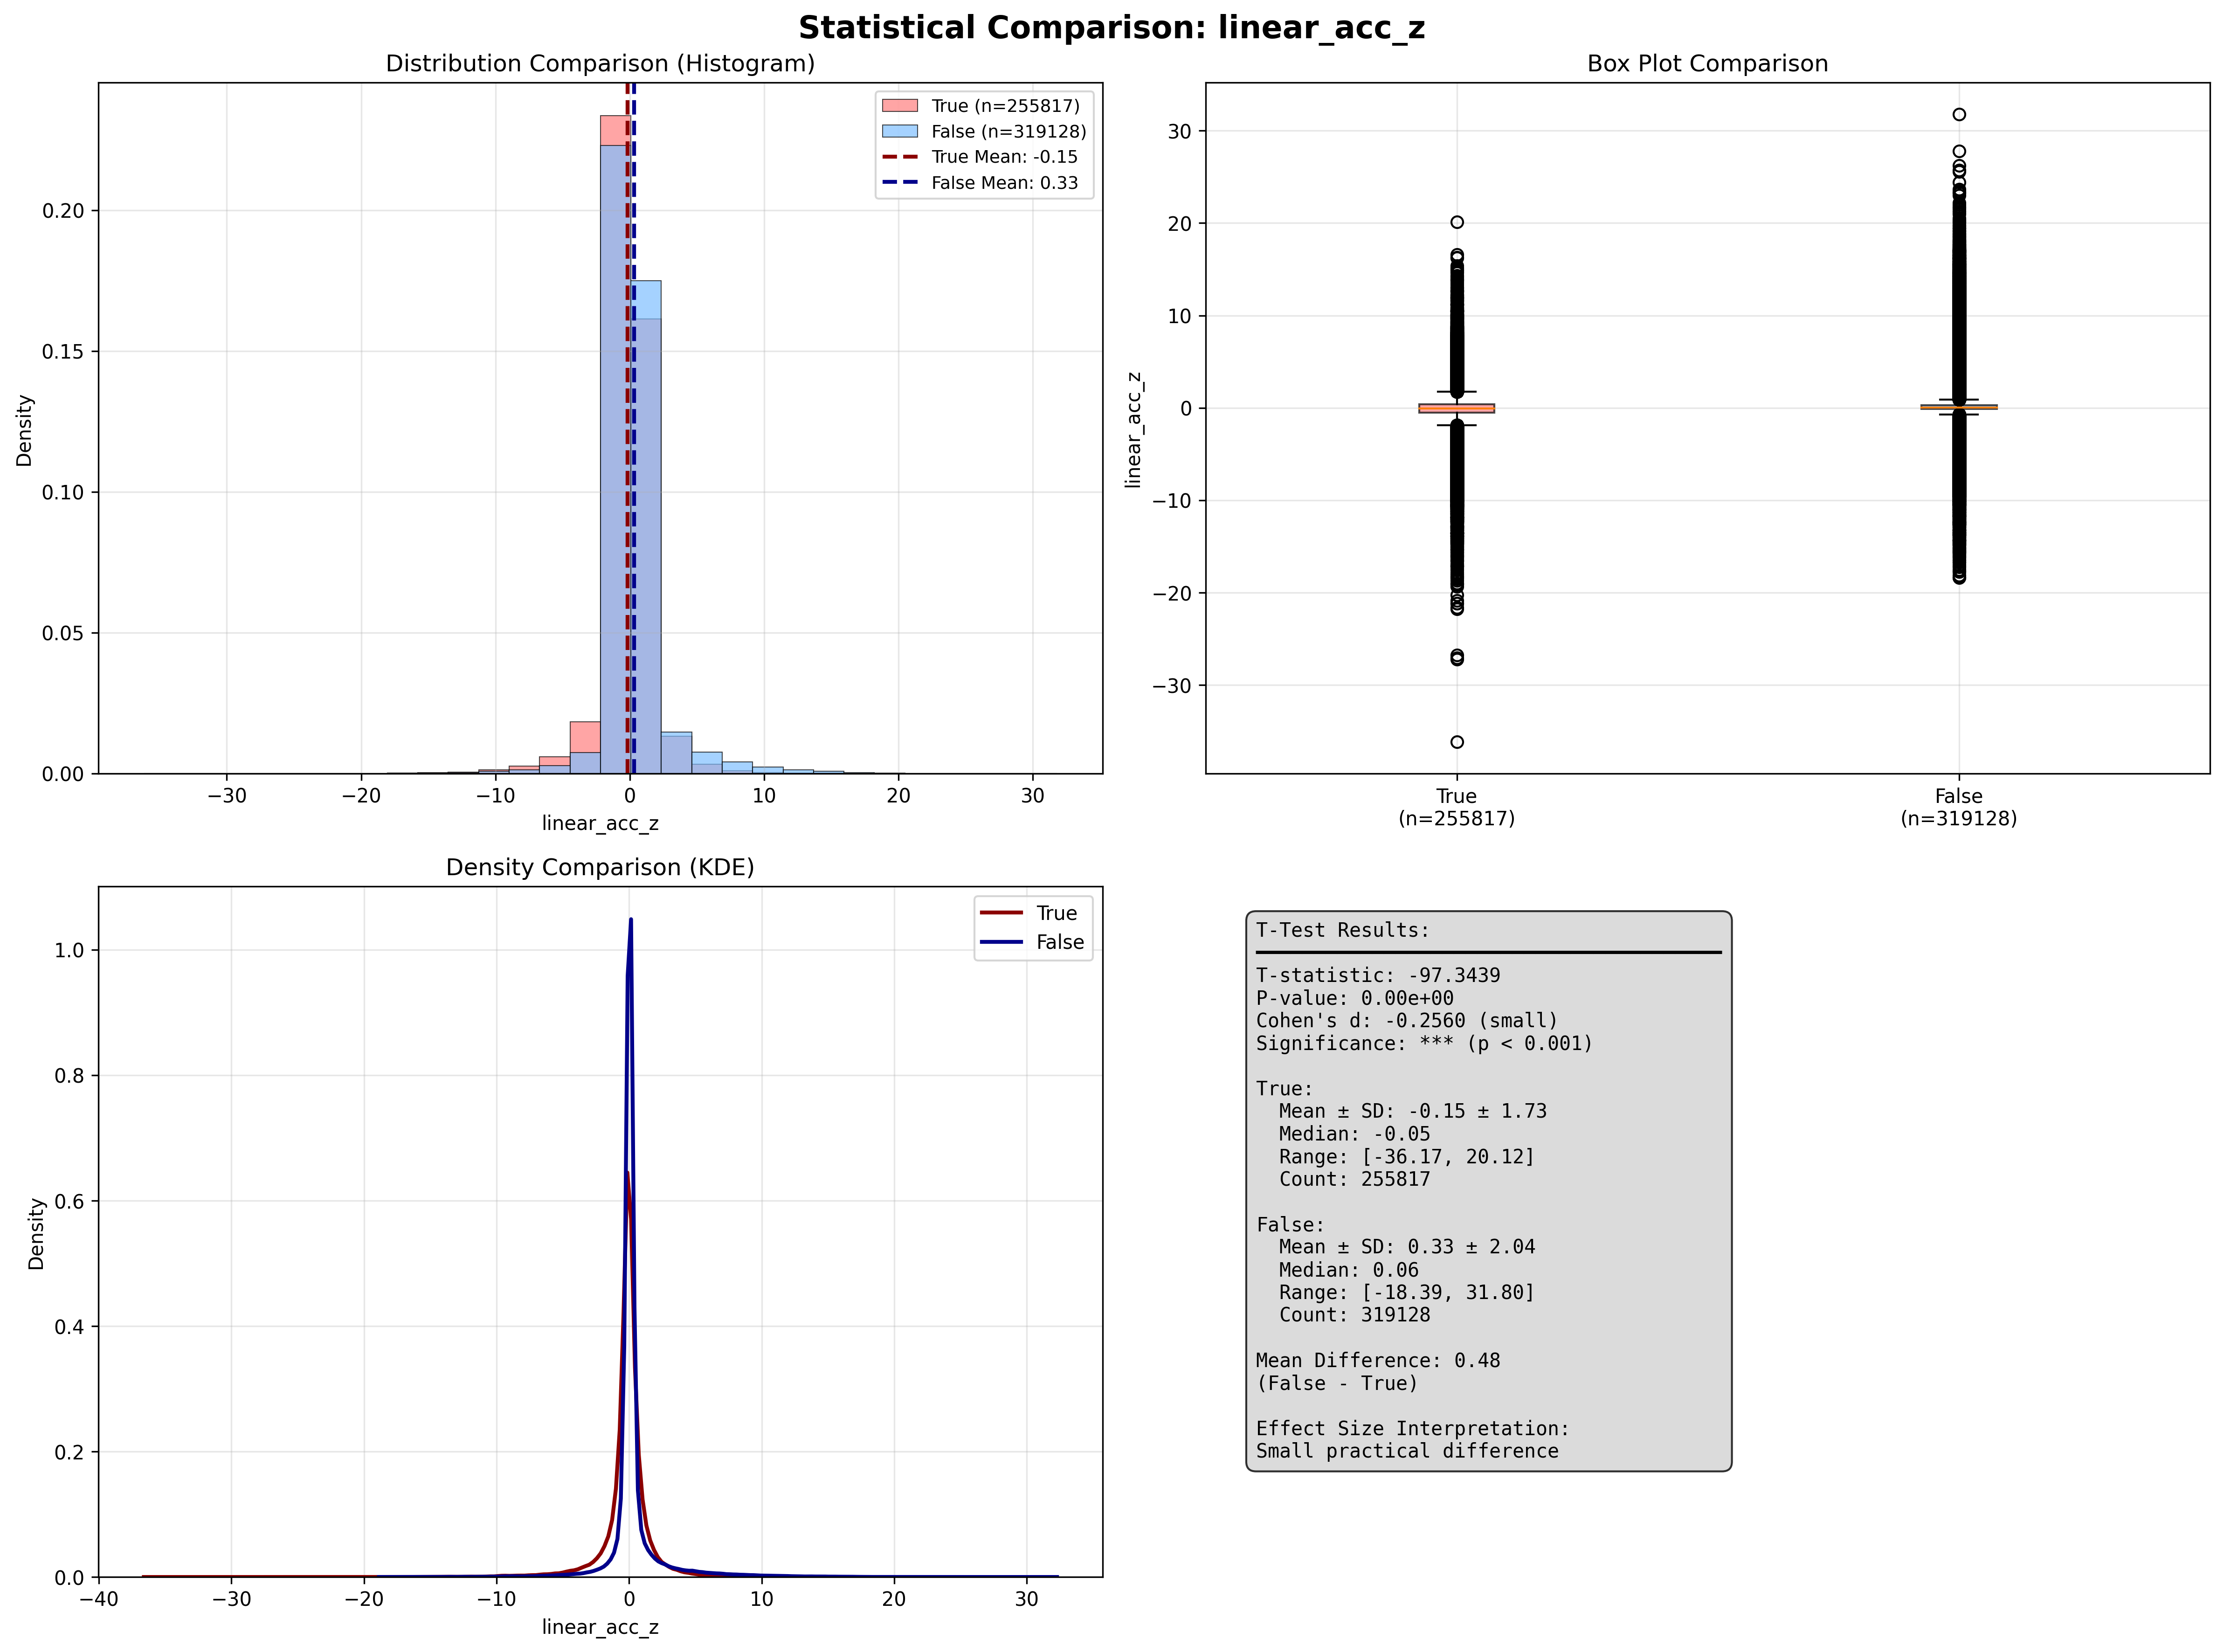 Statistical Comparison: linear_acc_z
Distribution Comparison (Histogram)
True (n=255817)
False (n=319128)
True Mean: -0.15
False Mean: 0.33
Density
0.20
0.15
0.10
0.05
0.00
−30
−20
−10
0
10
20
30
linear_acc_z
Box Plot Comparison
linear_acc_z
30
20
10
0
−10
−20
−30
True
(n=255817)
False
(n=319128)
Density Comparison (KDE)
True
False
Density
1.0
0.8
0.6
0.4
0.2
0.0
−40
−30
−20
−10
0
10
20
30
linear_acc_z
T-Test Results:
T-statistic: -97.3439
P-value: 0.00e+00
Cohen's d: -0.2560 (small)
Significance: *** (p < 0.001)
True:
Mean ± SD: -0.15 ± 1.73
Median: -0.05
Range: [-36.17, 20.12]
Count: 255817
False:
Mean ± SD: 0.33 ± 2.04
Median: 0.06
Range: [-18.39, 31.80]
Count: 319128
Mean Difference: 0.48
(False - True)
Effect Size Interpretation:
Small practical difference